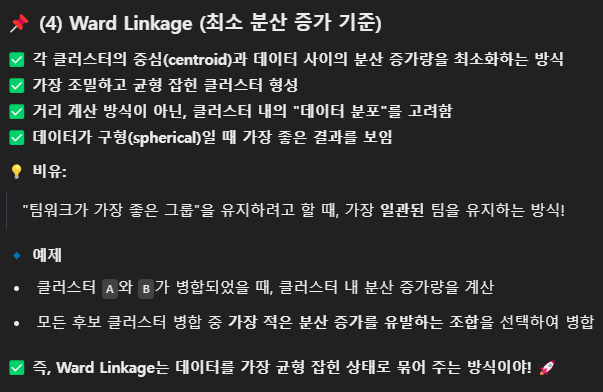 📌 (4) Ward Linkage (최소 분산 증가 기준)
✅ 각 클러스터의 중심(centroid)과 데이터 사이의 분산 증가량을 최소화하는 방식
✅ 가장 조밀하고 균형 잡힌 클러스터 형성
✅ 거리 계산 방식이 아닌, 클러스터 내의 "데이터 분포"를 고려함
✅ 데이터가 구형(spherical)일 때 가장 좋은 결과를 보임
💡 비유:
"팀워크가 가장 좋은 그룹"을 유지하려고 할 때, 가장 일관된 팀을 유지하는 방식!
🔹 예제
• 클러스터 A와 B가 병합되었을 때, 클러스터 내 분산 증가량을 계산
• 모든 후보 클러스터 병합 중 가장 적은 분산 증가를 유발하는 조합을 선택하여 병합
✅ 즉, Ward Linkage는 데이터를 가장 균형 잡힌 상태로 묶어 주는 방식이야! 🚀